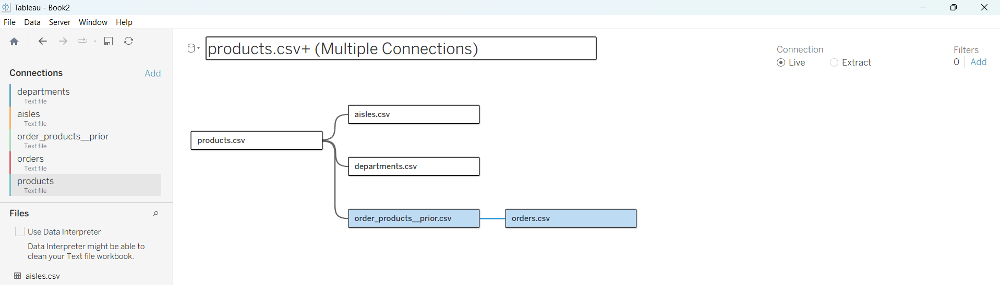 Tableau - Book2
File Data Server Window Help
products.csv+ (Multiple Connections)
Connection
Live Extract
Filters
0 Add
Connections Add
departments
Text file
aisles
Text file
order_products__prior
Text file
orders
Text file
products
Text file
Files
Use Data Interpreter
Data Interpreter might be able to
clean your Text file workbook.
aisles.csv
products.csv
aisles.csv
departments.csv
order_products__prior.csv
orders.csv